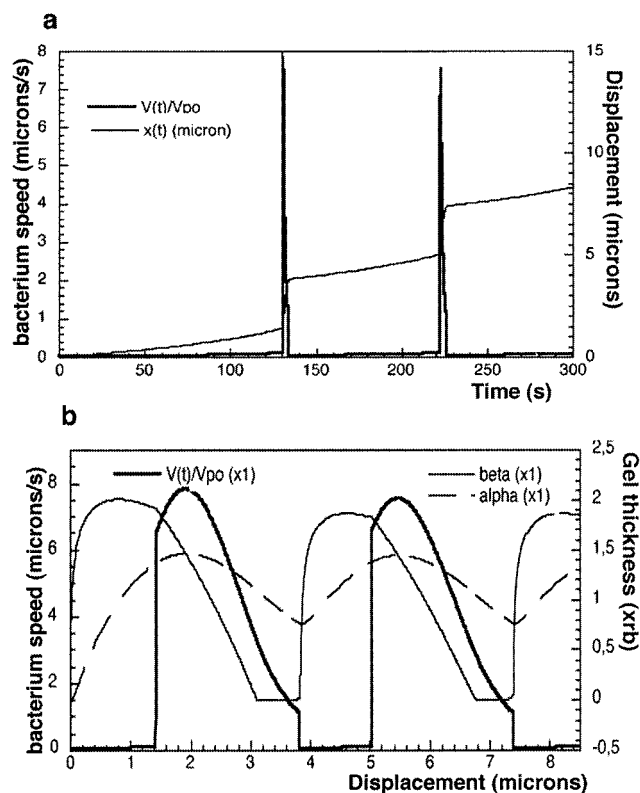 a
bacterium speed (microns/s)
8
7
6
5
4
3
2
1
0
V(t)/Vpo
x(t) (micron)
15
10
5
0
Displacement (microns)
0 50 100 150 200 250 300
Time (s)
b
bacterium speed (microns/s)
8
6
4
2
0
V(t)/Vpo (x1)
beta (x1)
alpha (x1)
2,5
2
1,5
1
0,5
0
-0,5
Gel thickness (xrb)
0 1 2 3 4 5 6 7 8
Displacement (microns)